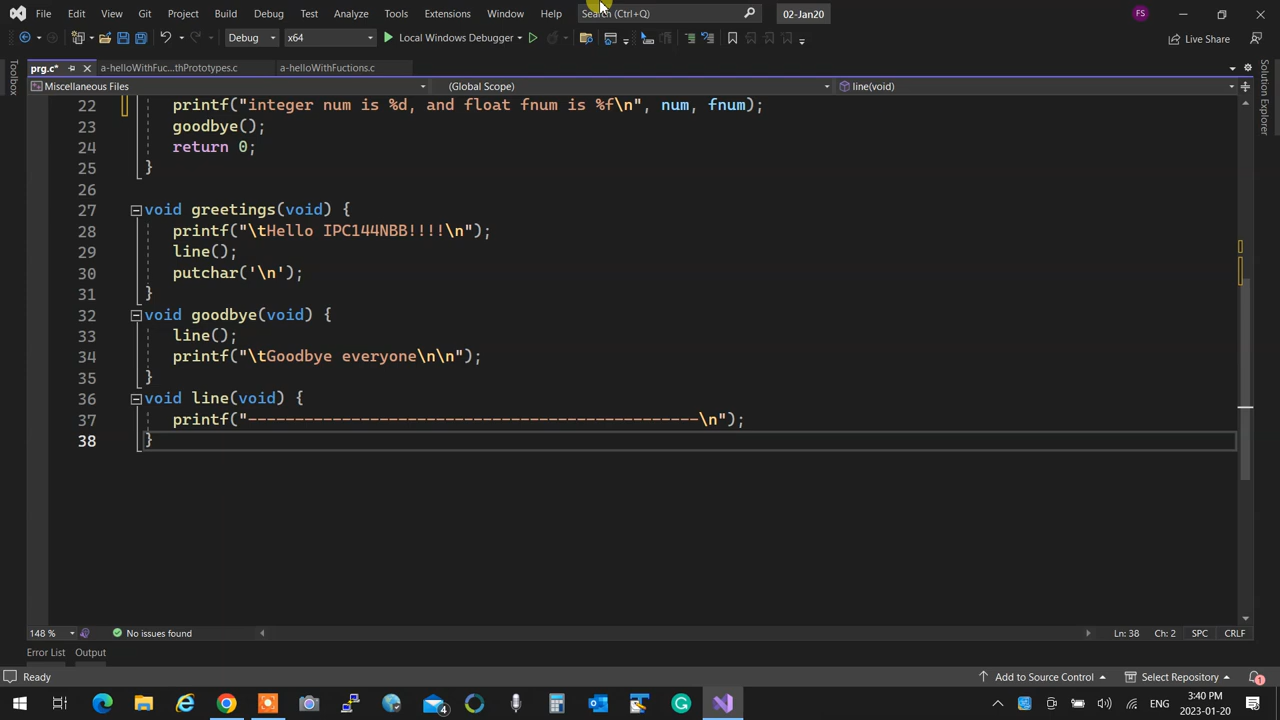 File Edit View Git Project Build Debug Test Analyze Tools Extensions Window Help Search (Ctrl+Q) 02-Jan20 FS
Debug x64 Local Windows Debugger Live Share
prg.c* a-helloWithFuc...thPrototypes.c a-helloWithFuctions.c
Miscellaneous Files (Global Scope) line(void)
Toolbox
Solution Explorer
22 printf("integer num is %d, and float fnum is %f\n", num, fnum);
23 goodbye();
24 return 0;
25 }
26
27 void greetings(void) {
28 printf("\tHello IPC144NBB!!!!\n");
29 line();
30 putchar('\n');
31 }
32 void goodbye(void) {
33 line();
34 printf("\tGoodbye everyone\n\n");
35 }
36 void line(void) {
37 printf("------------------------------------------------\n");
38 }
148 % No issues found Ln: 38 Ch: 2 SPC CRLF
Error List Output
Ready Add to Source Control Select Repository 1
4 ENG 3:40 PM
2023-01-20